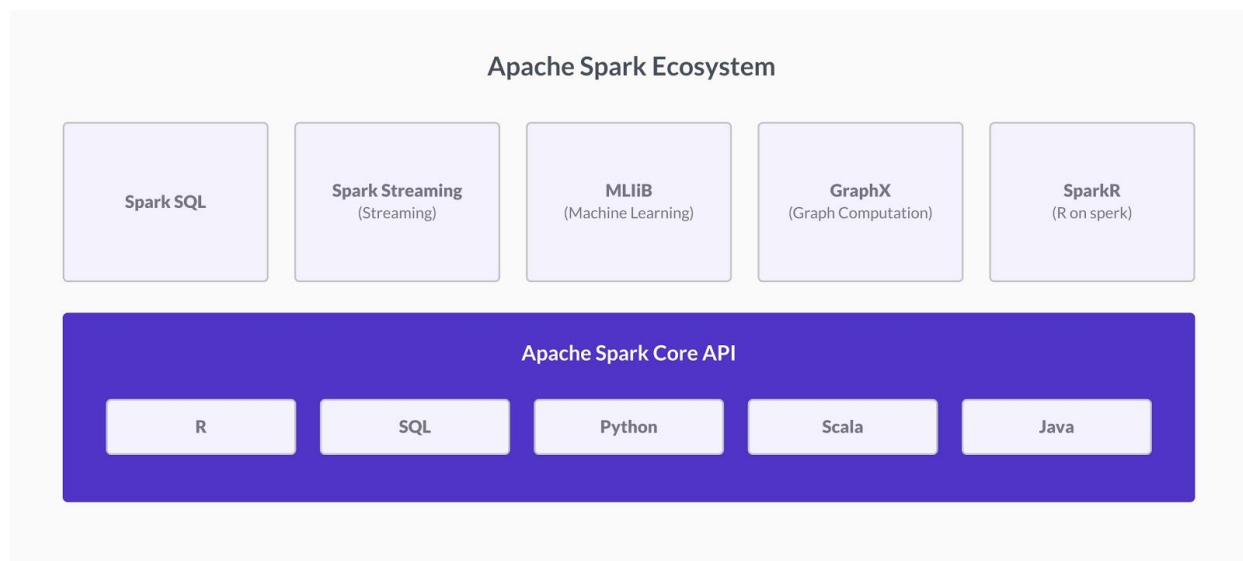 Apache Spark Ecosystem
Spark SQL
Spark Streaming
(Streaming)
MLIiB
(Machine Learning)
GraphX
(Graph Computation)
SparkR
(R on sperk)
Apache Spark Core API
R
SQL
Python
Scala
Java